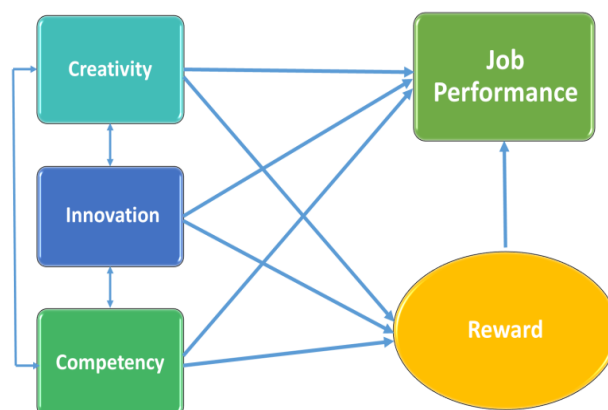 Creativity
Job
Performance
Innovation
Reward
Competency